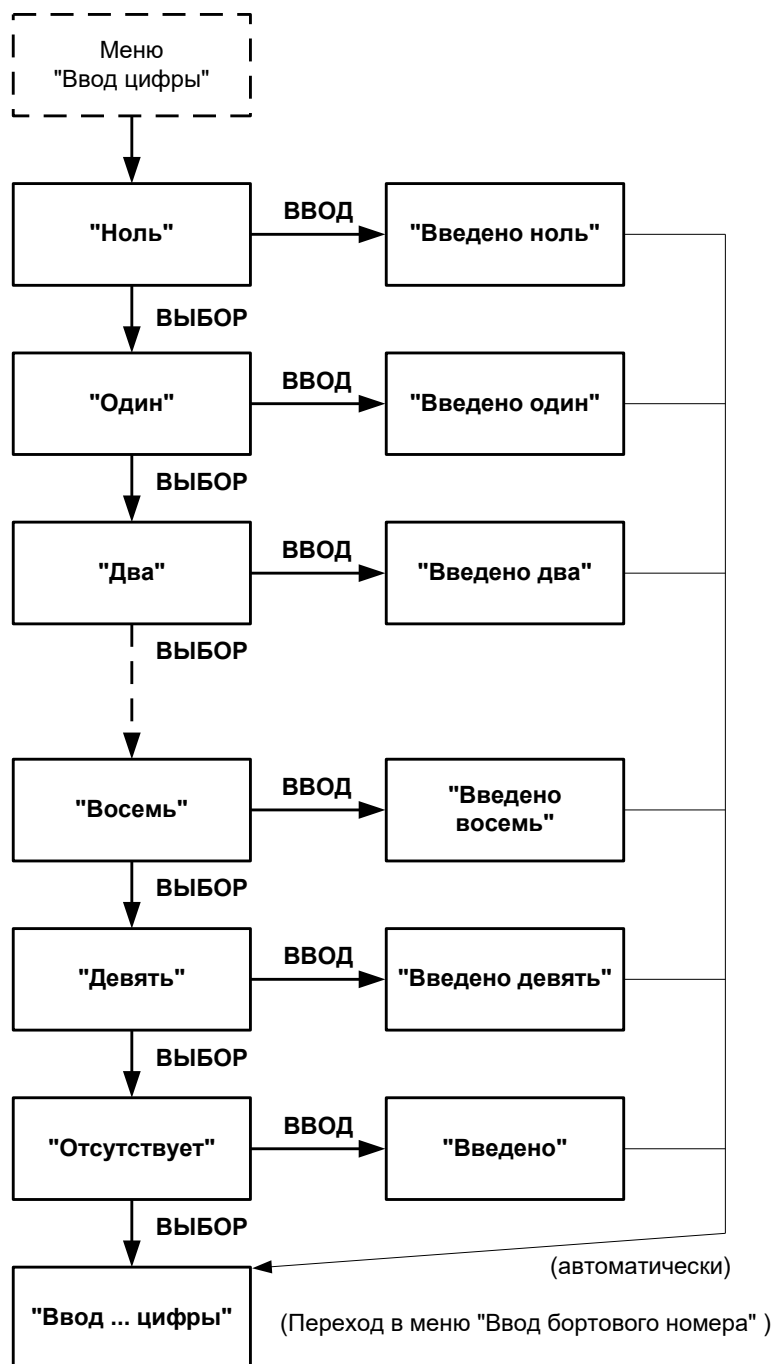 Меню
"Ввод цифры"
"Ноль"
ВВОД
"Введено ноль"
ВЫБОР
"Один"
ВВОД
"Введено один"
ВЫБОР
"Два"
ВВОД
"Введено два"
ВЫБОР
"Восемь"
ВВОД
"Введено
восемь"
ВЫБОР
"Девять"
ВВОД
"Введено девять"
ВЫБОР
"Отсутствует"
ВВОД
"Введено"
ВЫБОР
(автоматически)
"Ввод ... цифры"
(Переход в меню "Ввод бортового номера" )